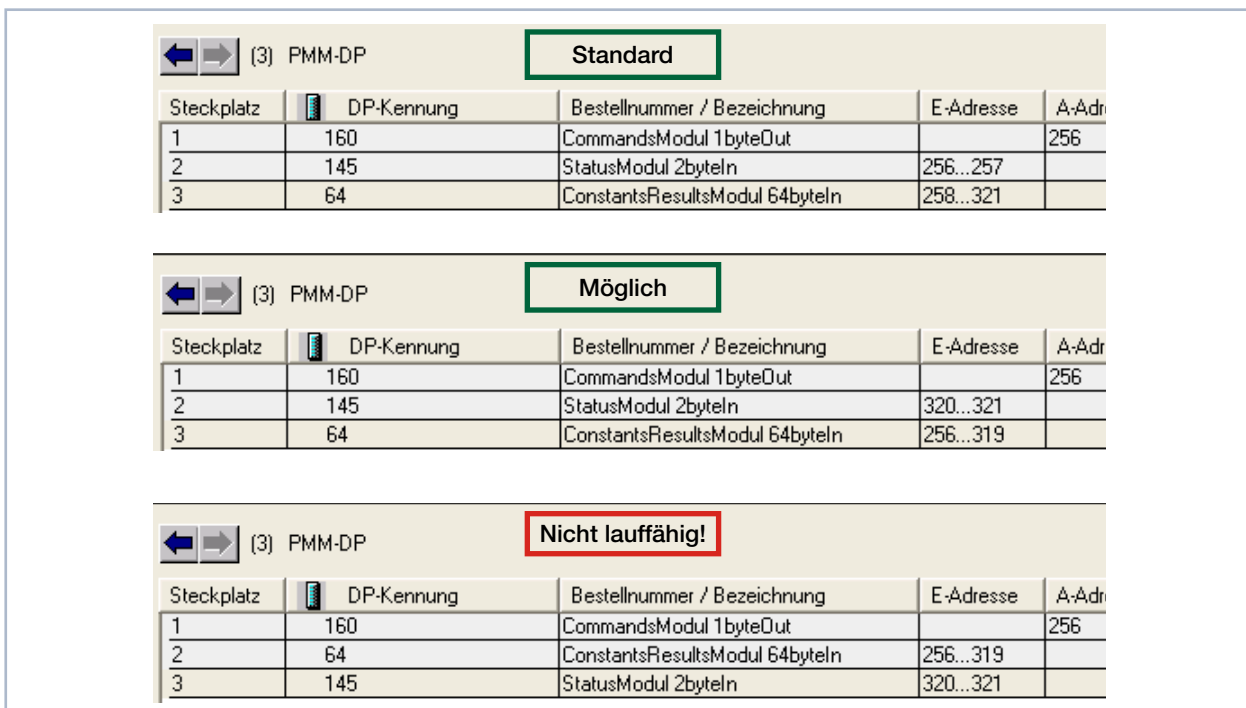 (3) PMM-DP Standard
Steckplatz DP-Kennung Bestellnummer / Bezeichnung E-Adresse A-Adr
1 160 CommandsModul 1byteOut 256
2 145 StatusModul 2byteIn 256...257
3 64 ConstantsResultsModul 64byteIn 258...321
(3) PMM-DP Möglich
Steckplatz DP-Kennung Bestellnummer / Bezeichnung E-Adresse A-Adr
1 160 CommandsModul 1byteOut 256
2 145 StatusModul 2byteIn 320...321
3 64 ConstantsResultsModul 64byteIn 256...319
(3) PMM-DP Nicht lauffähig!
Steckplatz DP-Kennung Bestellnummer / Bezeichnung E-Adresse A-Adr
1 160 CommandsModul 1byteOut 256
2 64 ConstantsResultsModul 64byteIn 256...319
3 145 StatusModul 2byteIn 320...321